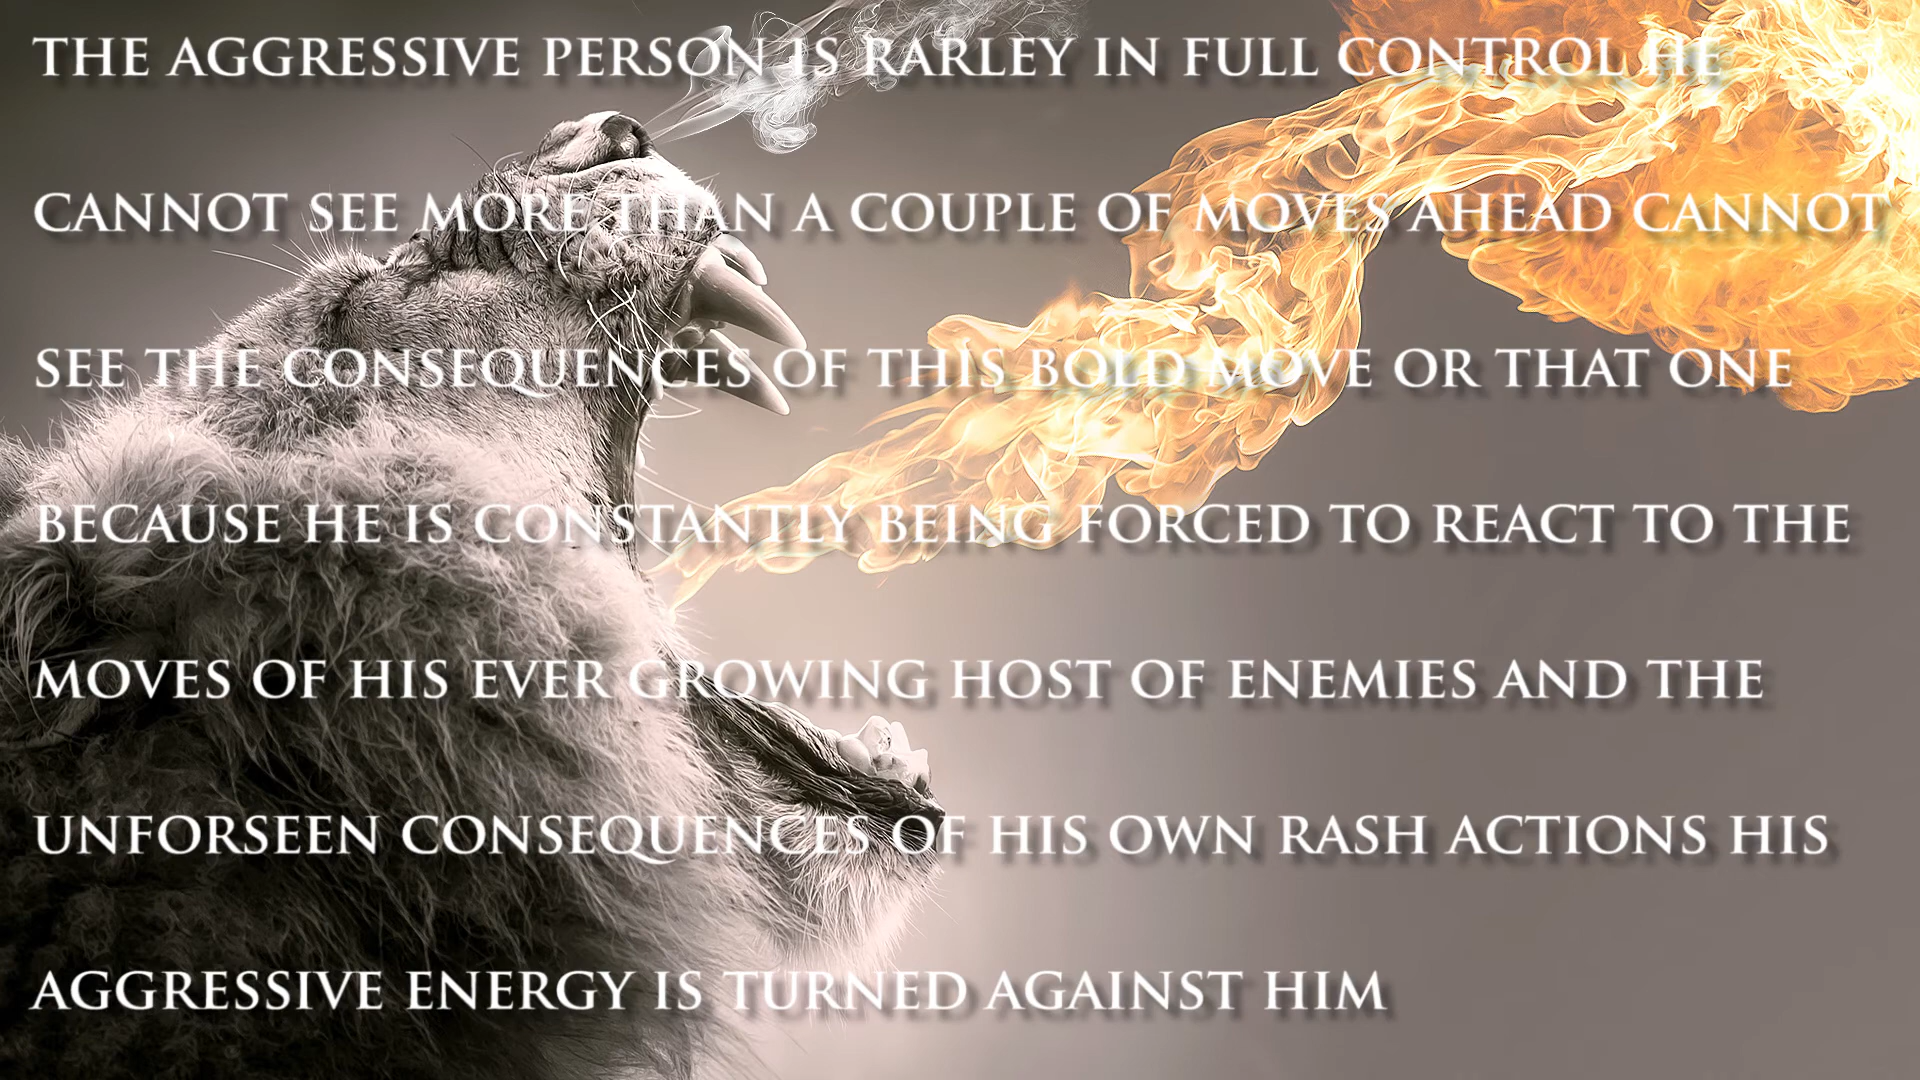 THE AGGRESSIVE PERSON IS RARLEY IN FULL CONTROL HE
CANNOT SEE MORE THAN A COUPLE OF MOVES AHEAD CANNOT
SEE THE CONSEQUENCES OF THIS BOLD MOVE OR THAT ONE
BECAUSE HE IS CONSTANTLY BEING FORCED TO REACT TO THE
MOVES OF HIS EVER GROWING HOST OF ENEMIES AND THE
UNFORSEEN CONSEQUENCES OF HIS OWN RASH ACTIONS HIS
AGGRESSIVE ENERGY IS TURNED AGAINST HIM